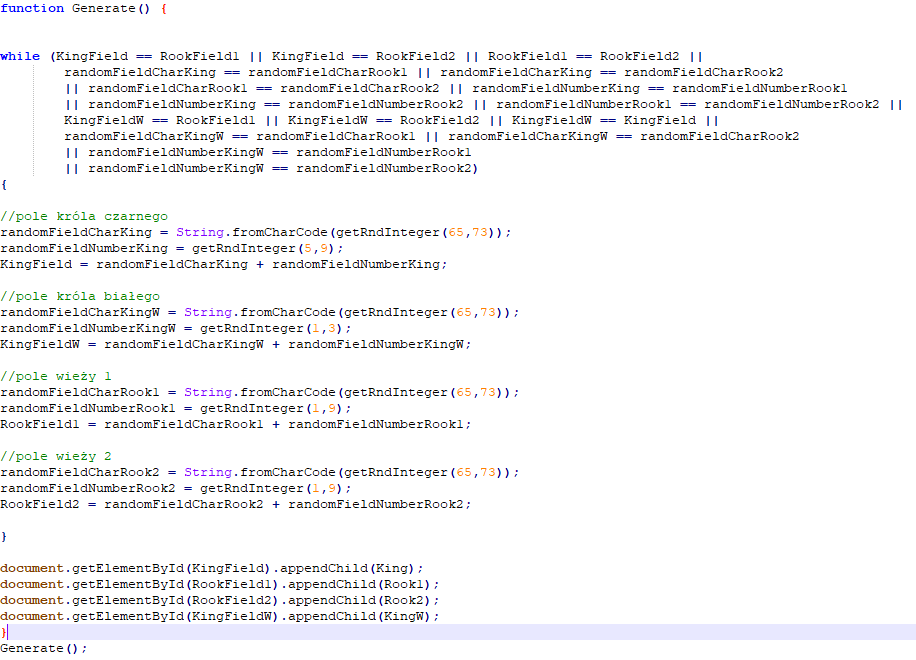 function Generate() {
while (KingField == RookField1 || KingField == RookField2 || RookField1 == RookField2 ||
randomFieldCharKing == randomFieldCharRook1 || randomFieldCharKing == randomFieldCharRook2
|| randomFieldCharRook1 == randomFieldCharRook2 || randomFieldNumberKing == randomFieldNumberRook1
|| randomFieldNumberKing == randomFieldNumberRook2 || randomFieldNumberRook1 == randomFieldNumberRook2 ||
KingFieldW == RookField1 || KingFieldW == RookField2 || KingFieldW == KingField ||
randomFieldCharKingW == randomFieldCharRook1 || randomFieldCharKingW == randomFieldCharRook2
|| randomFieldNumberKingW == randomFieldNumberRook1
|| randomFieldNumberKingW == randomFieldNumberRook2)
{
//pole króla czarnego
randomFieldCharKing = String.fromCharCode(getRndInteger(65,73));
randomFieldNumberKing = getRndInteger(5,9);
KingField = randomFieldCharKing + randomFieldNumberKing;
//pole króla białego
randomFieldCharKingW = String.fromCharCode(getRndInteger(65,73));
randomFieldNumberKingW = getRndInteger(1,3);
KingFieldW = randomFieldCharKingW + randomFieldNumberKingW;
//pole wieży 1
randomFieldCharRook1 = String.fromCharCode(getRndInteger(65,73));
randomFieldNumberRook1 = getRndInteger(1,9);
RookField1 = randomFieldCharRook1 + randomFieldNumberRook1;
//pole wieży 2
randomFieldCharRook2 = String.fromCharCode(getRndInteger(65,73));
randomFieldNumberRook2 = getRndInteger(1,9);
RookField2 = randomFieldCharRook2 + randomFieldNumberRook2;
}
document.getElementById(KingField).appendChild(King);
document.getElementById(RookField1).appendChild(Rook1);
document.getElementById(RookField2).appendChild(Rook2);
document.getElementById(KingFieldW).appendChild(KingW);
}
Generate();